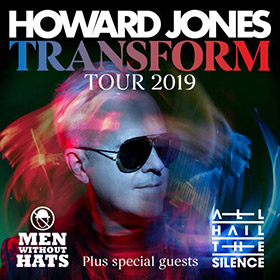 HOWARD JONES
TRANSFORM
TOUR 2019
MEN
WITHOUT
HATS
Plus special guests
ALL
HAIL
THE
SILENCE